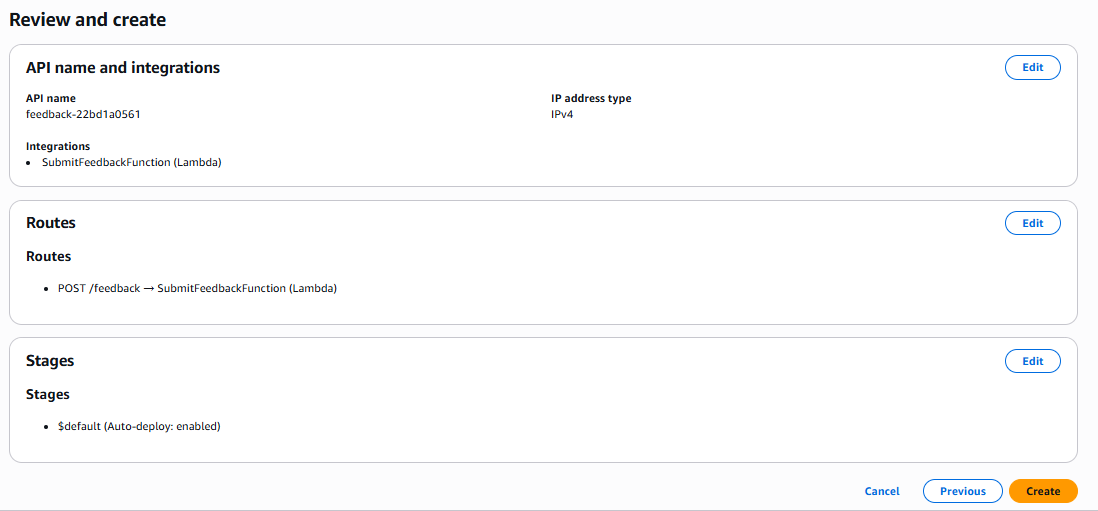 Review and create
API name and integrations
Edit
API name
IP address type
feedback-22bd1a0561
IPv4
Integrations
• SubmitFeedbackFunction (Lambda)
Routes
Edit
Routes
• POST /feedback → SubmitFeedbackFunction (Lambda)
Stages
Edit
Stages
• $default (Auto-deploy: enabled)
Cancel
Previous
Create